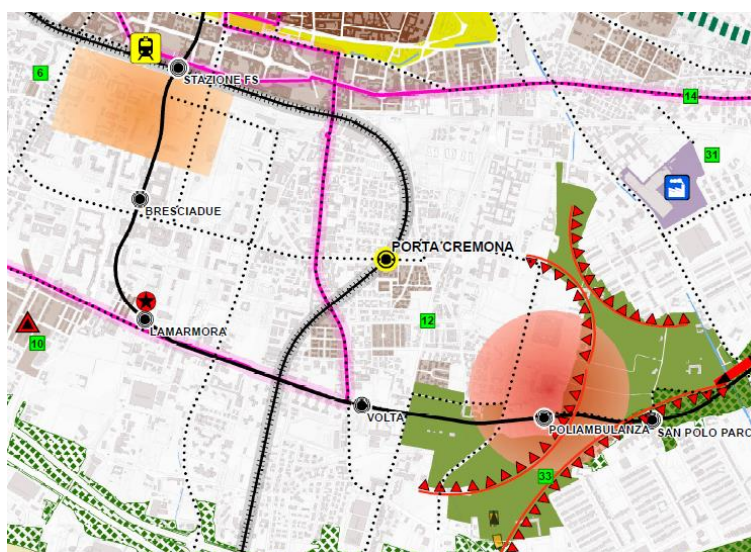 6
STAZIONE FS
14
31
BRESCIADUE
PORTA CREMONA
12
LAMARMORA
10
VOLTA
POLIAMBULANZA
SAN POLO PARC
33